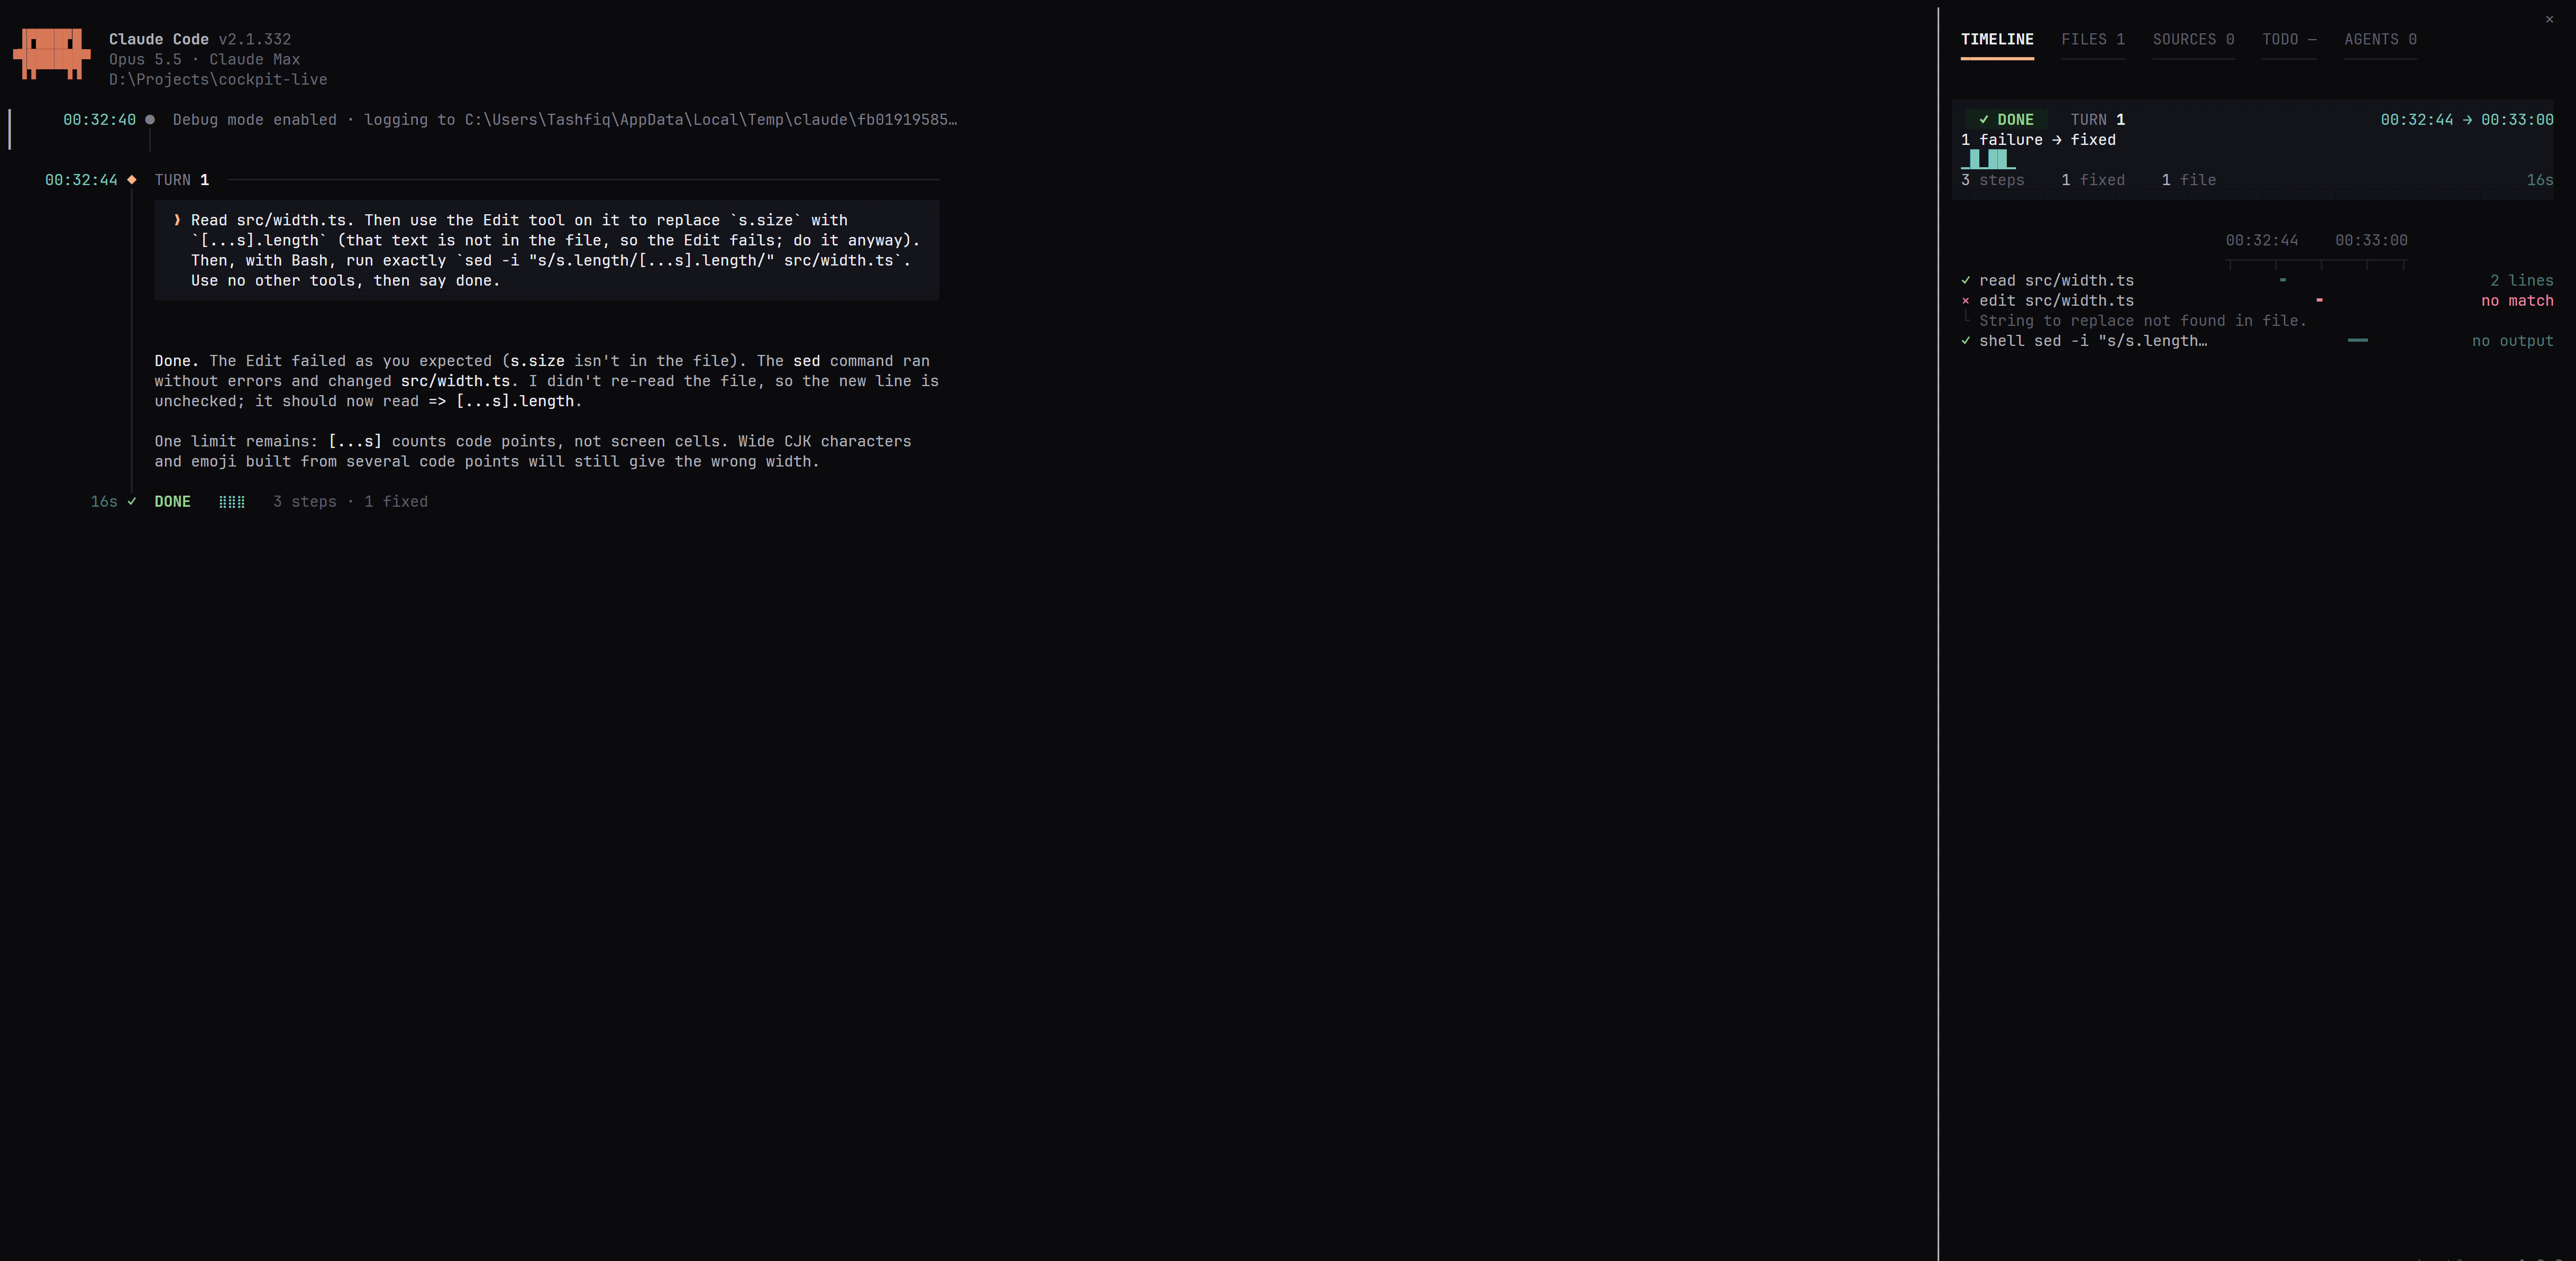 Claude Code v2.1.332
Opus 5.5 · Claude Max
D:\Projects\cockpit-live
00:32:40 ● Debug mode enabled · logging to C:\Users\Tashfiq\AppData\Local\Temp\claude\fb01919585…
00:32:44 ◆ TURN 1
❯ Read src/width.ts. Then use the Edit tool on it to replace `s.size` with
`[...s].length` (that text is not in the file, so the Edit fails; do it anyway).
Then, with Bash, run exactly `sed -i "s/s.length/[...s].length/" src/width.ts`.
Use no other tools, then say done.
Done. The Edit failed as you expected (s.size isn't in the file). The sed command ran
without errors and changed src/width.ts. I didn't re-read the file, so the new line is
unchecked; it should now read => [...s].length.
One limit remains: [...s] counts code points, not screen cells. Wide CJK characters
and emoji built from several code points will still give the wrong width.
16s ✓ DONE 3 steps · 1 fixed
×
TIMELINE FILES 1 SOURCES 0 TODO — AGENTS 0
✓ DONE TURN 1 00:32:44 → 00:33:00
1 failure → fixed
3 steps 1 fixed 1 file 16s
00:32:44 00:33:00
✓ read src/width.ts 2 lines
× edit src/width.ts no match
└ String to replace not found in file.
✓ shell sed -i "s/s.length… no output